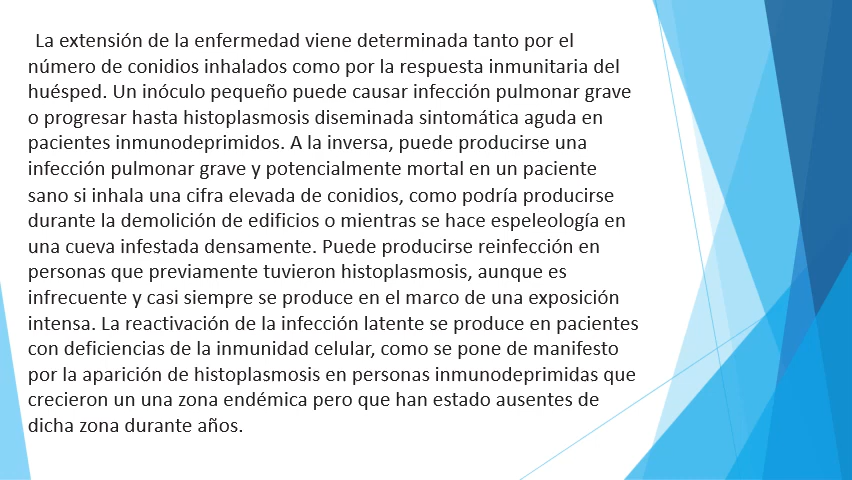 La extensión de la enfermedad viene determinada tanto por el
número de conidios inhalados como por la respuesta inmunitaria del
huésped. Un inóculo pequeño puede causar infección pulmonar grave
o progresar hasta histoplasmosis diseminada sintomática aguda en
pacientes inmunodeprimidos. A la inversa, puede producirse una
infección pulmonar grave y potencialmente mortal en un paciente
sano si inhala una cifra elevada de conidios, como podría producirse
durante la demolición de edificios o mientras se hace espeleología en
una cueva infestada densamente. Puede producirse reinfección en
personas que previamente tuvieron histoplasmosis, aunque es
infrecuente y casi siempre se produce en el marco de una exposición
intensa. La reactivación de la infección latente se produce en pacientes
con deficiencias de la inmunidad celular, como se pone de manifiesto
por la aparición de histoplasmosis en personas inmunodeprimidas que
crecieron un una zona endémica pero que han estado ausentes de
dicha zona durante años.